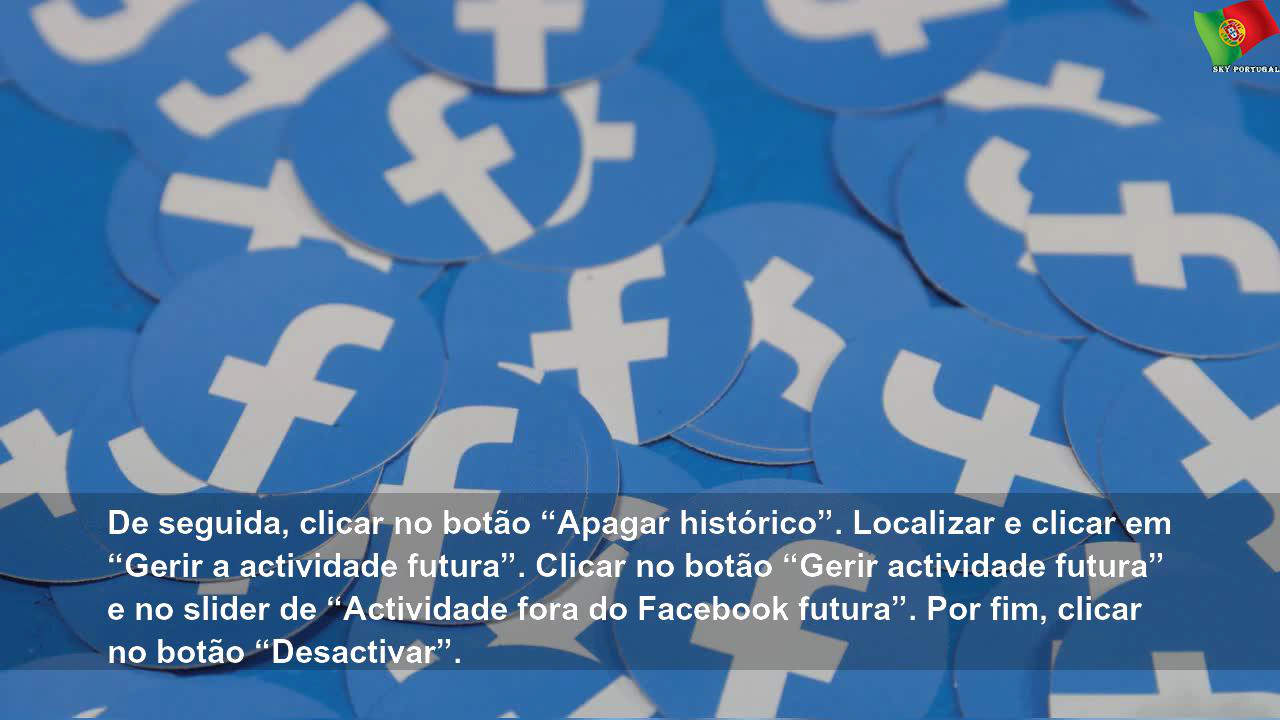 SKY PORTUGAL
De seguida, clicar no botão “Apagar histórico”. Localizar e clicar em
“Gerir a actividade futura”. Clicar no botão “Gerir actividade futura”
e no slider de “Actividade fora do Facebook futura”. Por fim, clicar
no botão “Desactivar”.